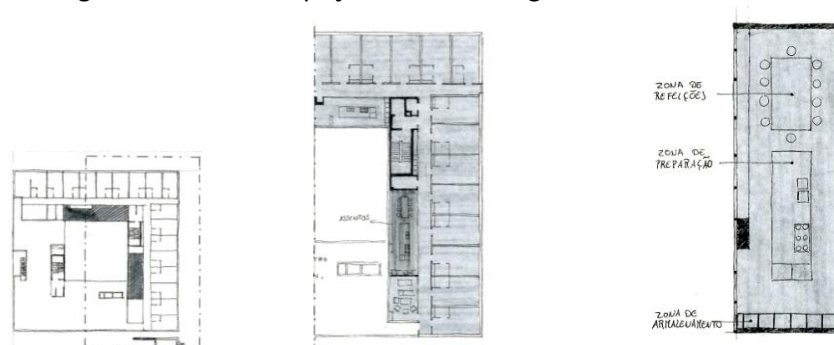 ASSENTOS
ZONA DE
REFEIÇÕES
ZONA DE
PREPARAÇÃO
ZONA DE
ARMAZENAMENTO